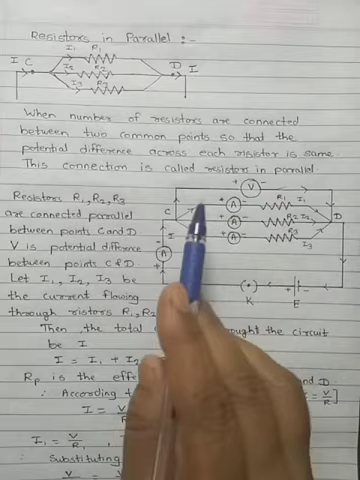 Resistors in Parallel :-
I C I₁ R₁ D I
I₂ R₂
I₃
When number of resistors are connected
between two common points so that the
potential difference across each resistor is same
This connection is called resistors in parallel.
Resistors R₁, R₂, R₃
are connected parallel
between points C and D
V is potential difference
between points C & D
Let I₁, I₂, I₃ be
the current flowing
through ristors R₁, R₂
Then, the total throught the circuit
be I
I = I₁ + I₂
Rp is the effe D.
∴ According t = V/R]
I = V/R
I₁ = V/R₁ ,
∴ Substituting
+ V -
C + A - R₁ I₁ D
+ A - R₂ I₂
I + A - R₃ I₃
A
+
K E